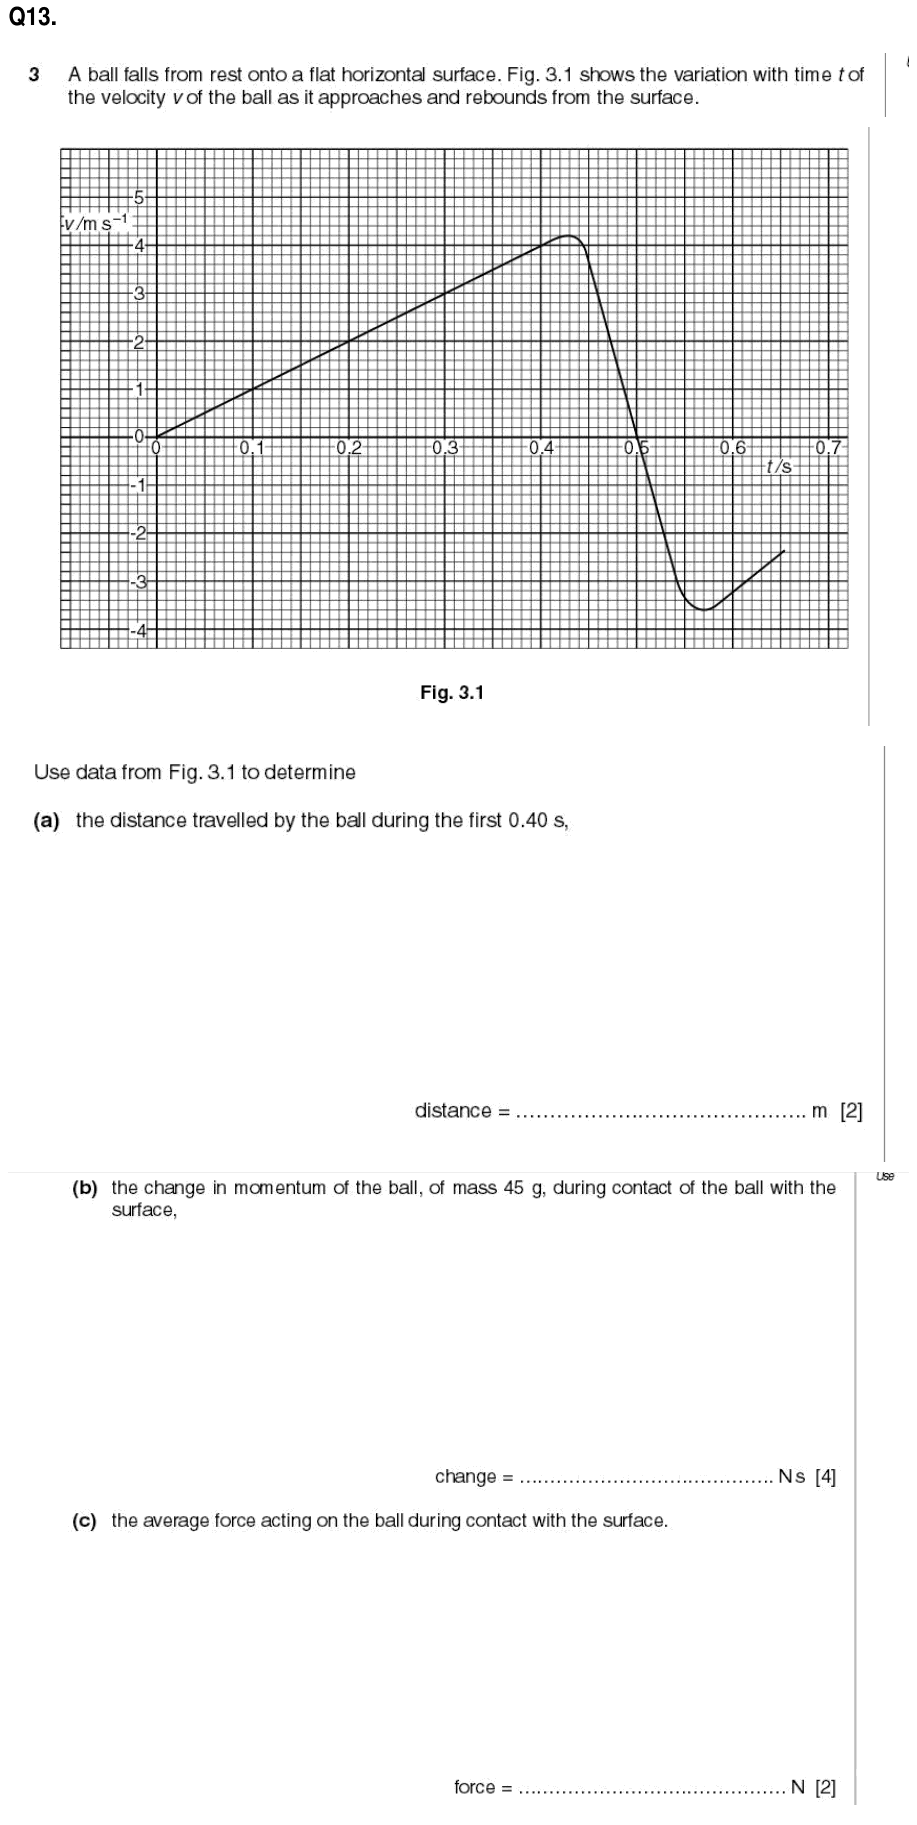 Q13.
3 A ball falls from rest onto a flat horizontal surface. Fig. 3.1 shows the variation with time t of
the velocity v of the ball as it approaches and rebounds from the surface.
5
v/m s⁻¹
4
3
2
1
0
0 0.1 0.2 0.3 0.4 0.5 0.6 0.7
t/s
-1
-2
-3
-4
Fig. 3.1
Use data from Fig. 3.1 to determine
(a) the distance travelled by the ball during the first 0.40 s,
distance = ............................................. m [2]
Use
(b) the change in momentum of the ball, of mass 45 g, during contact of the ball with the
surface,
change = ........................................ N s [4]
(c) the average force acting on the ball during contact with the surface.
force = .......................................... N [2]